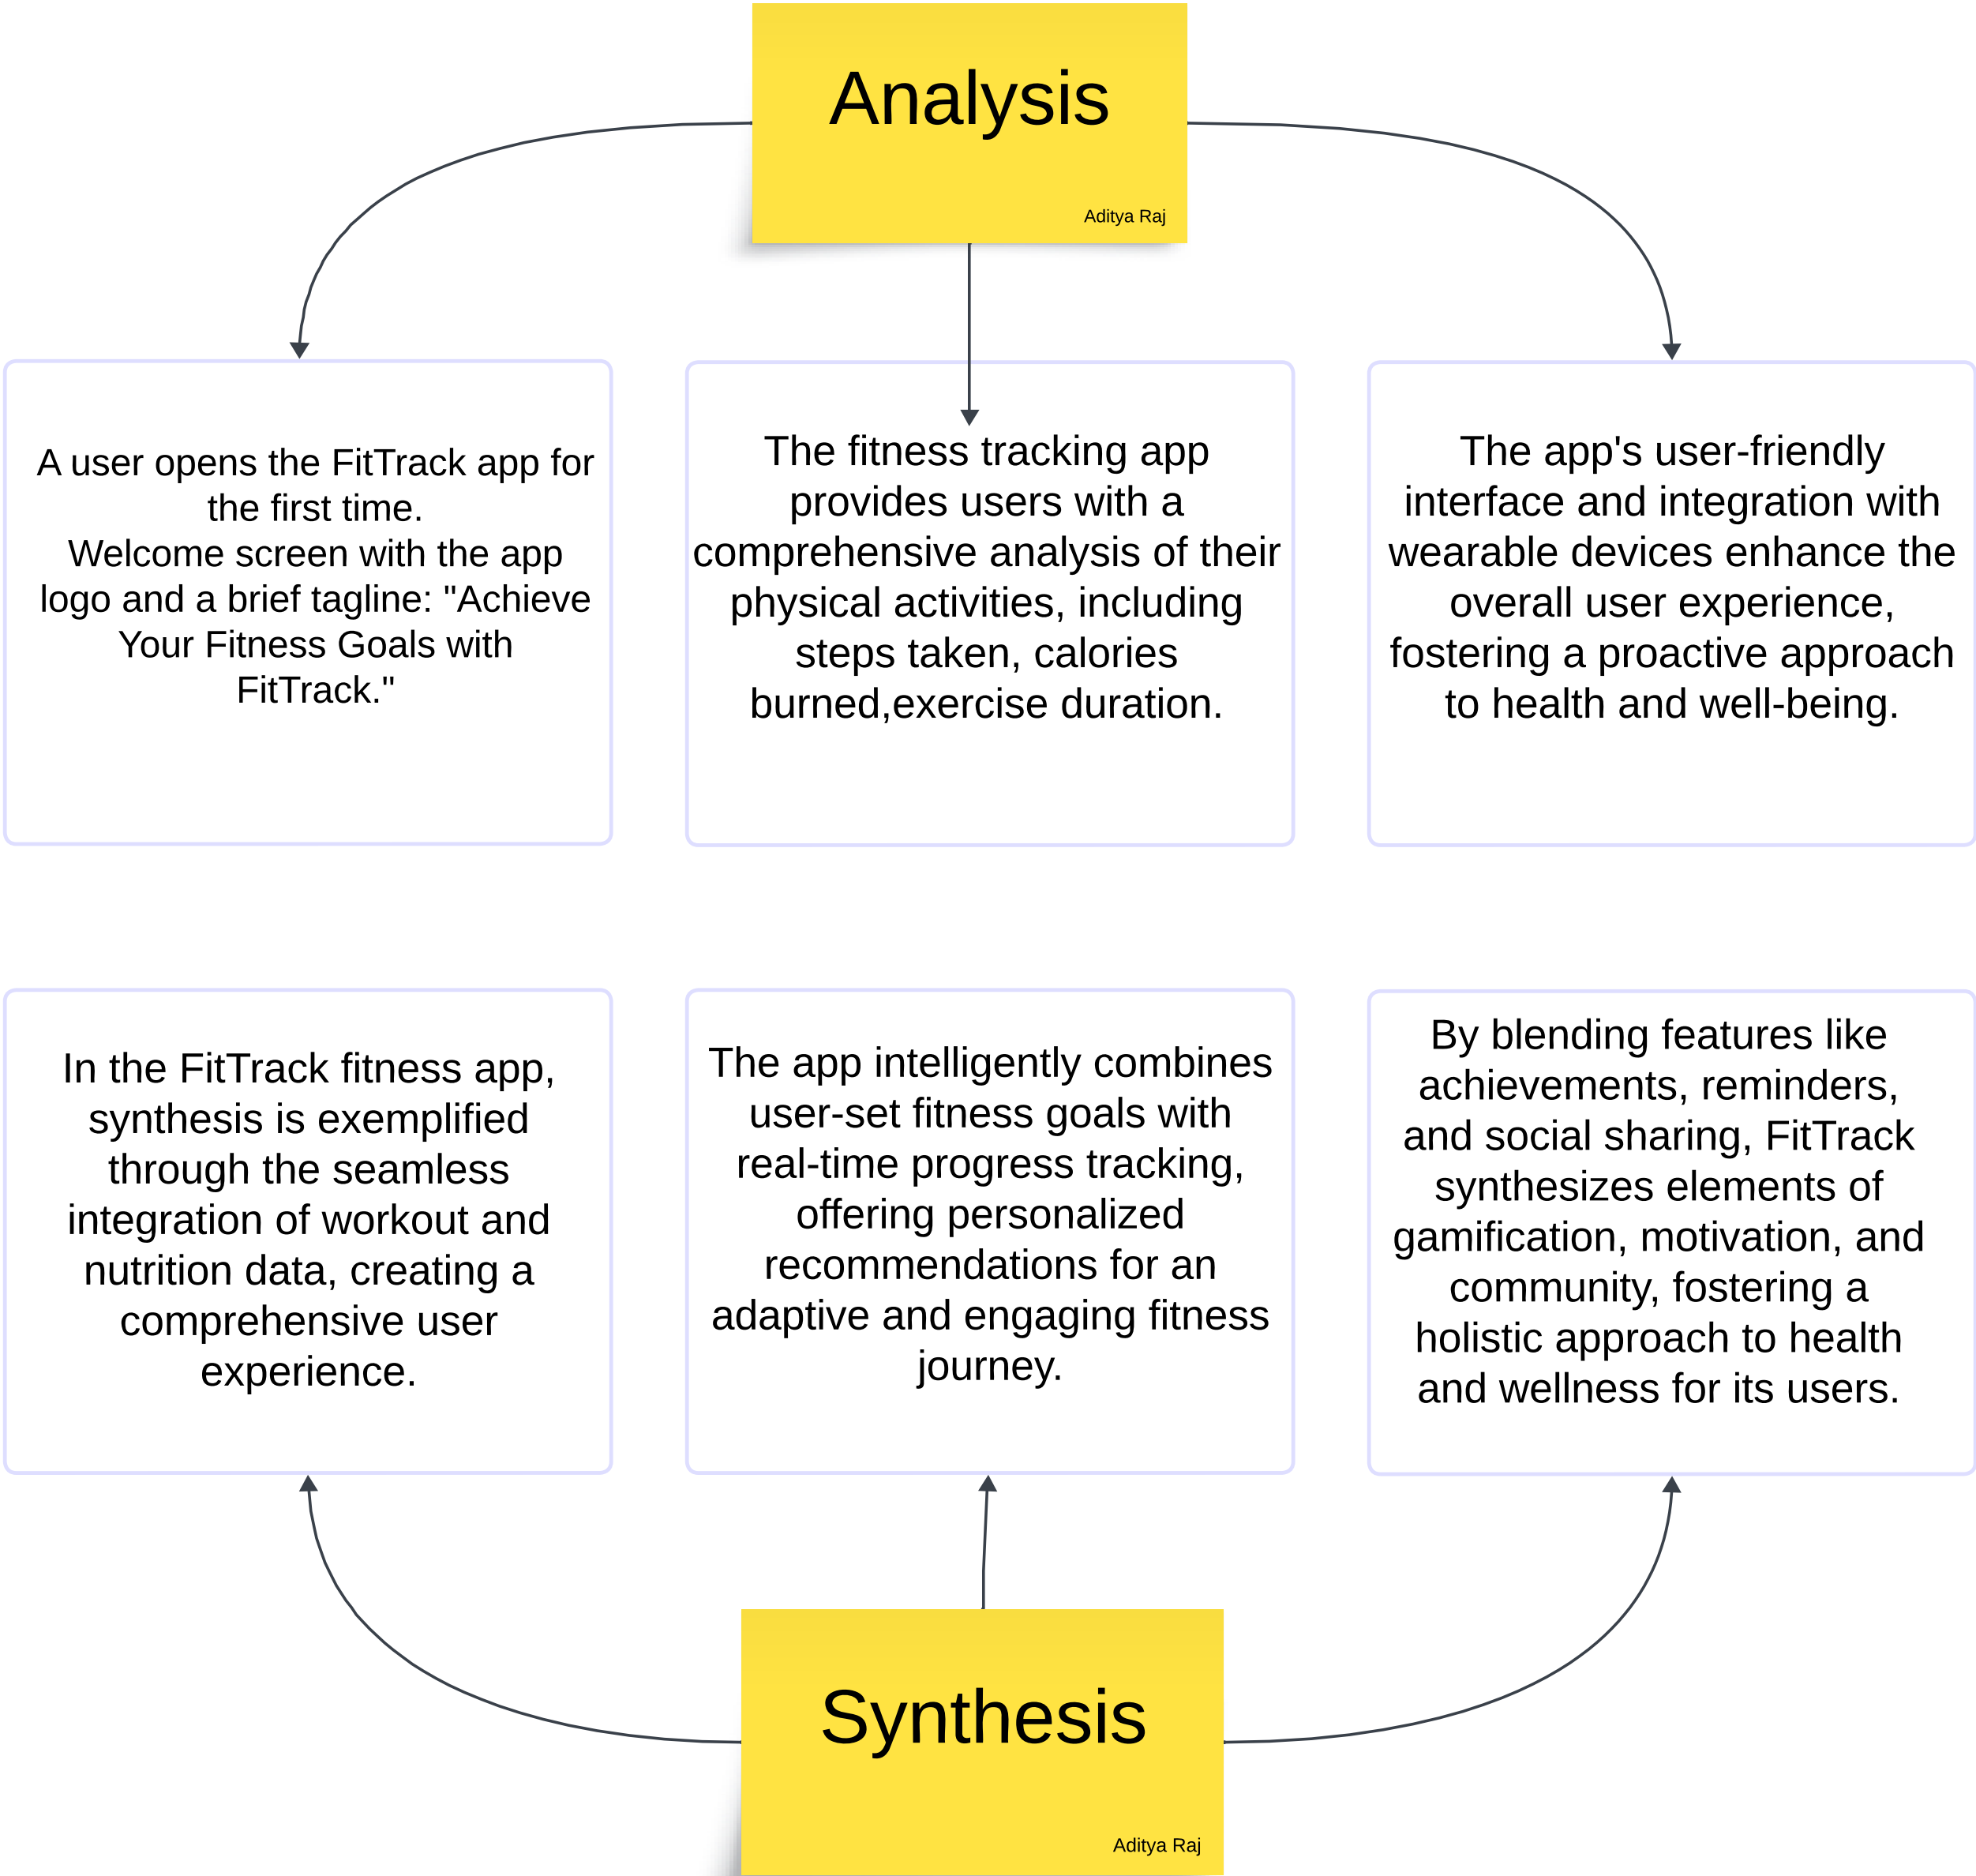 Analysis
Aditya Raj
A user opens the FitTrack app for
the first time.
Welcome screen with the app
logo and a brief tagline: "Achieve
Your Fitness Goals with
FitTrack."
The fitness tracking app
provides users with a
comprehensive analysis of their
physical activities, including
steps taken, calories
burned,exercise duration.
The app's user-friendly
interface and integration with
wearable devices enhance the
overall user experience,
fostering a proactive approach
to health and well-being.
In the FitTrack fitness app,
synthesis is exemplified
through the seamless
integration of workout and
nutrition data, creating a
comprehensive user
experience.
The app intelligently combines
user-set fitness goals with
real-time progress tracking,
offering personalized
recommendations for an
adaptive and engaging fitness
journey.
By blending features like
achievements, reminders,
and social sharing, FitTrack
synthesizes elements of
gamification, motivation, and
community, fostering a
holistic approach to health
and wellness for its users.
Synthesis
Aditya Raj